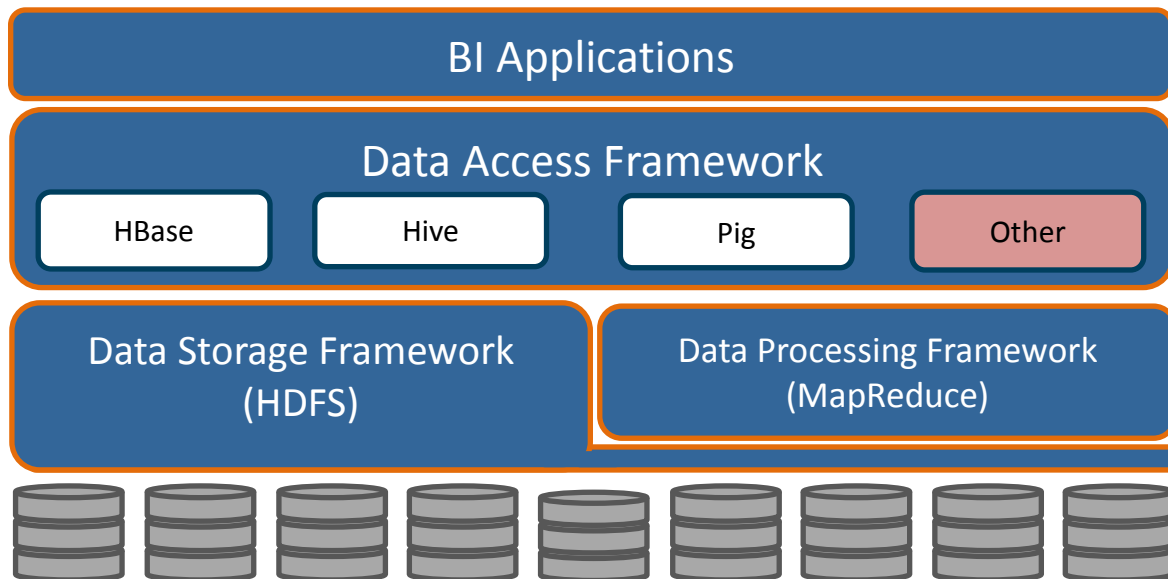 BI Applications
Data Access Framework
HBase
Hive
Pig
Other
Data Storage Framework
(HDFS)
Data Processing Framework
(MapReduce)